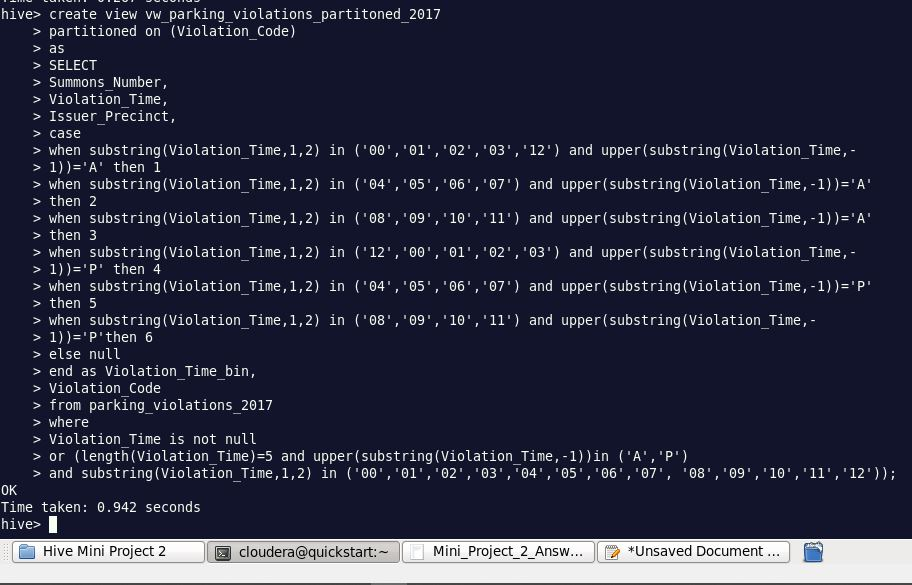 hive> create view vw_parking_violations_partitoned_2017
    > partitioned on (Violation_Code)
    > as
    > SELECT
    > Summons_Number,
    > Violation_Time,
    > Issuer_Precinct,
    > case
    > when substring(Violation_Time,1,2) in ('00','01','02','03','12') and upper(substring(Violation_Time,-
    > 1))='A' then 1
    > when substring(Violation_Time,1,2) in ('04','05','06','07') and upper(substring(Violation_Time,-1))='A'
    > then 2
    > when substring(Violation_Time,1,2) in ('08','09','10','11') and upper(substring(Violation_Time,-1))='A'
    > then 3
    > when substring(Violation_Time,1,2) in ('12','00','01','02','03') and upper(substring(Violation_Time,-
    > 1))='P' then 4
    > when substring(Violation_Time,1,2) in ('04','05','06','07') and upper(substring(Violation_Time,-1))='P'
    > then 5
    > when substring(Violation_Time,1,2) in ('08','09','10','11') and upper(substring(Violation_Time,-
    > 1))='P'then 6
    > else null
    > end as Violation_Time_bin,
    > Violation_Code
    > from parking_violations_2017
    > where
    > Violation_Time is not null
    > or (length(Violation_Time)=5 and upper(substring(Violation_Time,-1))in ('A','P')
    > and substring(Violation_Time,1,2) in ('00','01','02','03','04','05','06','07', '08','09','10','11','12'));
OK
Time taken: 0.942 seconds
hive>
Hive Mini Project 2
cloudera@quickstart:~
Mini_Project_2_Answ...
*Unsaved Document ...